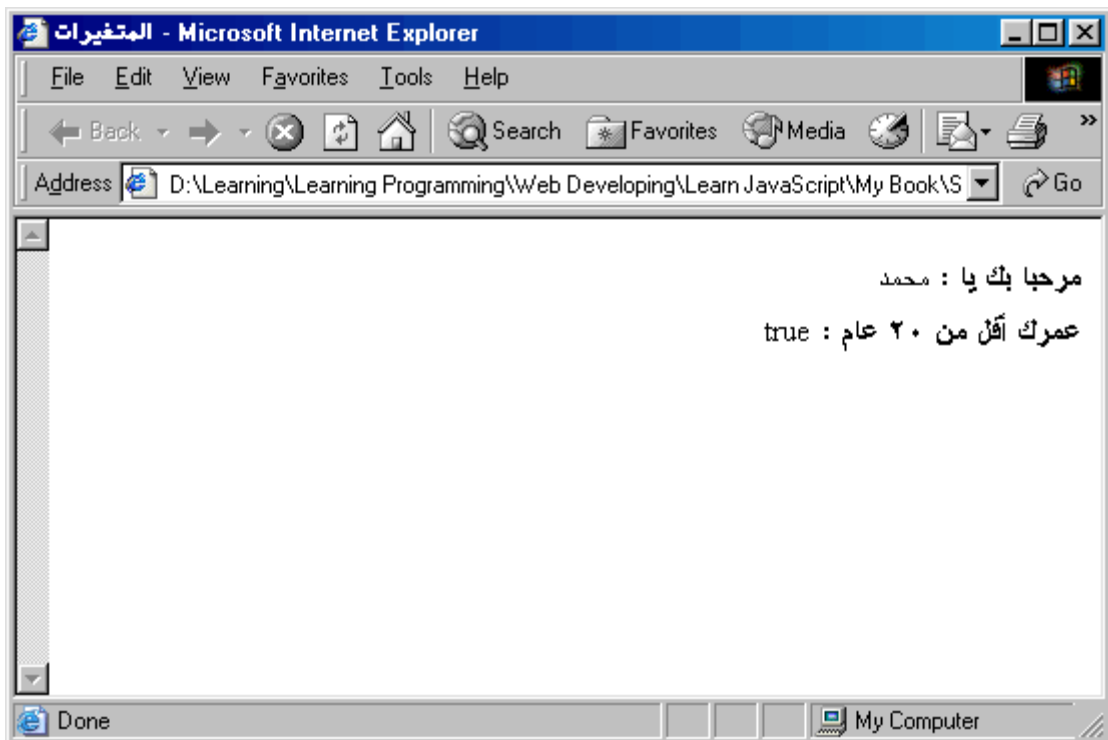 المتغيرات - Microsoft Internet Explorer
File Edit View Favorites Tools Help
Back Search Favorites Media »
Address D:\Learning\Learning Programming\Web Developing\Learn JavaScript\My Book\S Go
مرحبا بك يا : محمد
عمرك أقل من ٢٠ عام : true
Done My Computer